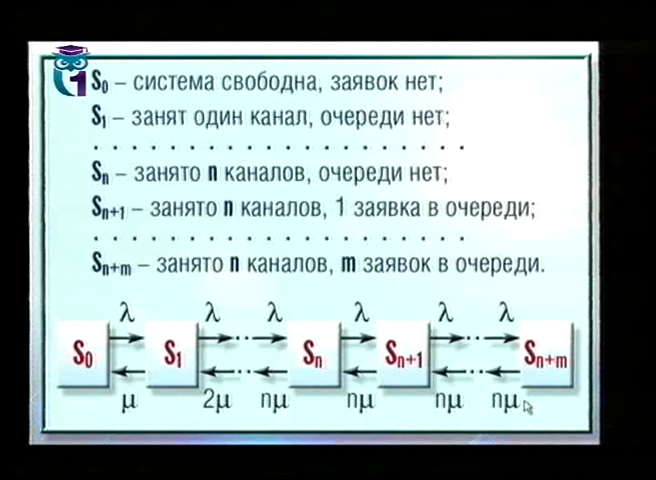 1
S₀ – система свободна, заявок нет;
S₁ – занят один канал, очереди нет;
. . . . . . . . . . . . . . . . . . . .
Sₙ – занято n каналов, очереди нет;
Sₙ₊₁ – занято n каналов, 1 заявка в очереди;
. . . . . . . . . . . . . . . . . . . .
Sₙ₊ₘ – занято n каналов, m заявок в очереди.
λ λ λ λ λ λ
S₀ S₁ ·· Sₙ Sₙ₊₁ ·· Sₙ₊ₘ
μ 2μ nμ nμ nμ nμ